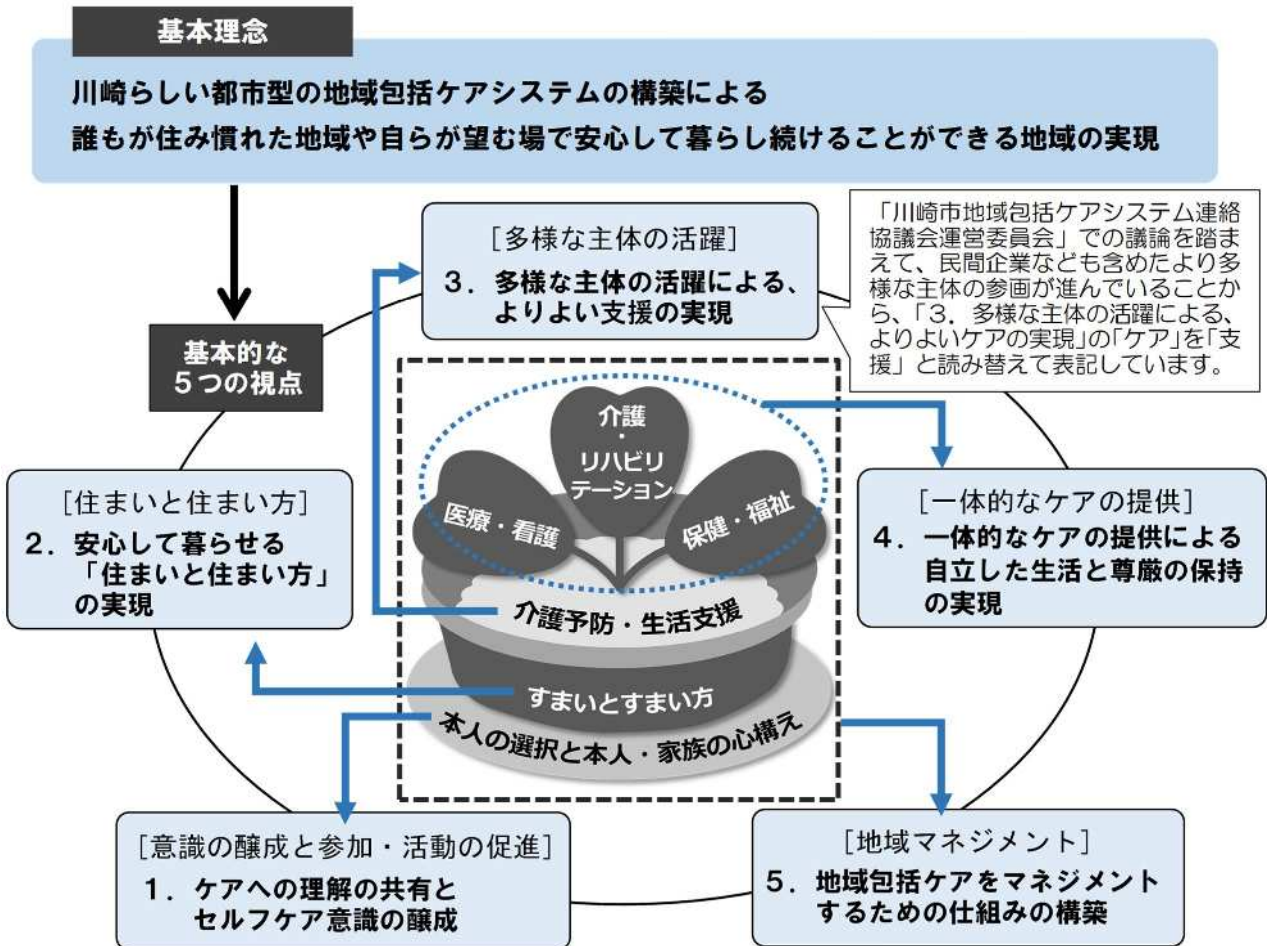 基本理念
川崎らしい都市型の地域包括ケアシステムの構築による
誰もが住み慣れた地域や自らが望む場で安心して暮らし続けることができる地域の実現
基本的な
５つの視点
[多様な主体の活躍]
３．多様な主体の活躍による、
よりよい支援の実現
「川崎市地域包括ケアシステム連絡
協議会運営委員会」での議論を踏ま
えて、民間企業なども含めたより多
様な主体の参画が進んでいることか
ら、「３．多様な主体の活躍による、
よりよいケアの実現」の「ケア」を「支
援」と読み替えて表記しています。
[住まいと住まい方]
２．安心して暮らせる
「住まいと住まい方」
の実現
介護
・
リハビリ
テーション
医療・看護
保健・福祉
介護予防・生活支援
すまいとすまい方
本人の選択と本人・家族の心構え
[一体的なケアの提供]
４．一体的なケアの提供による
自立した生活と尊厳の保持
の実現
[意識の醸成と参加・活動の促進]
１．ケアへの理解の共有と
セルフケア意識の醸成
[地域マネジメント]
５．地域包括ケアをマネジメント
するための仕組みの構築